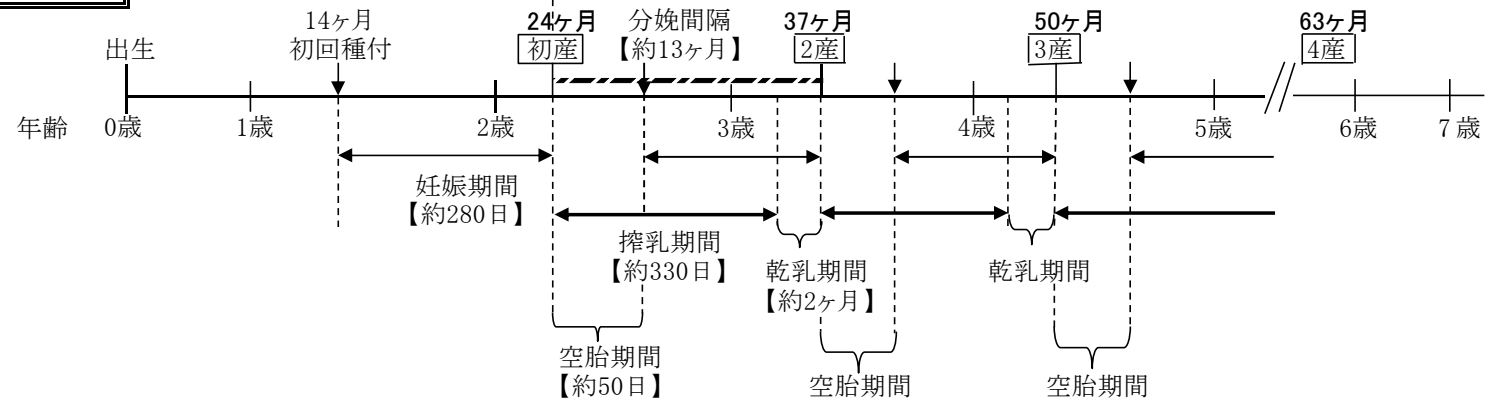 14ヶ月
初回種付
24ヶ月
初産
分娩間隔
【約13ヶ月】
37ヶ月
2産
50ヶ月
3産
63ヶ月
4産
出生
年齢 0歳 1歳 2歳 3歳 4歳 5歳 6歳 7歳
妊娠期間
【約280日】
搾乳期間
【約330日】
乾乳期間
【約2ヶ月】
乾乳期間
空胎期間
【約50日】
空胎期間
空胎期間